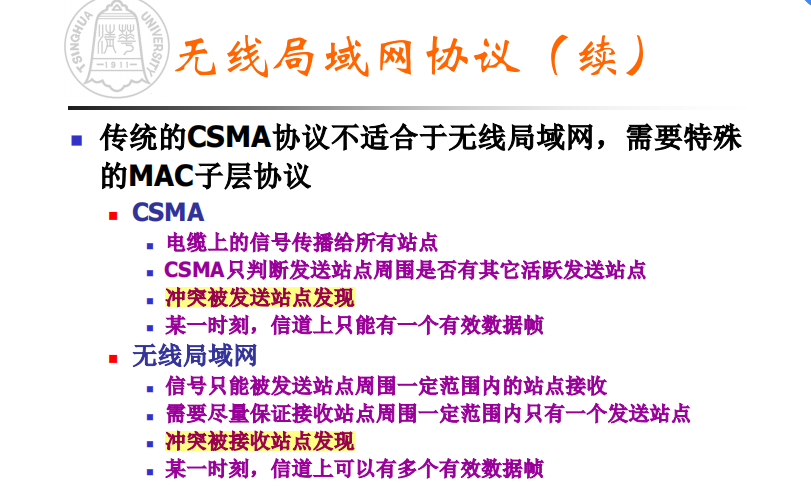 TSINGHUA UNIVERSITY
清華
1911
无线局域网协议（续）
传统的CSMA协议不适合于无线局域网，需要特殊
的MAC子层协议
CSMA
电缆上的信号传播给所有站点
CSMA只判断发送站点周围是否有其它活跃发送站点
冲突被发送站点发现
某一时刻，信道上只能有一个有效数据帧
无线局域网
信号只能被发送站点周围一定范围内的站点接收
需要尽量保证接收站点周围一定范围内只有一个发送站点
冲突被接收站点发现
某一时刻，信道上可以有多个有效数据帧